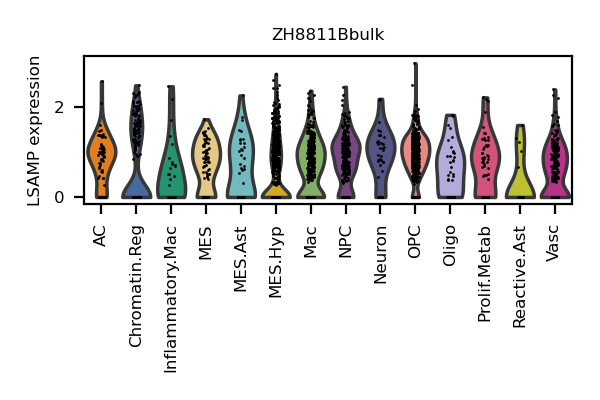 ZH8811Bbulk
LSAMP expression
2
0
AC
Chromatin.Reg
Inflammatory.Mac
MES
MES.Ast
MES.Hyp
Mac
NPC
Neuron
OPC
Oligo
Prolif.Metab
Reactive.Ast
Vasc